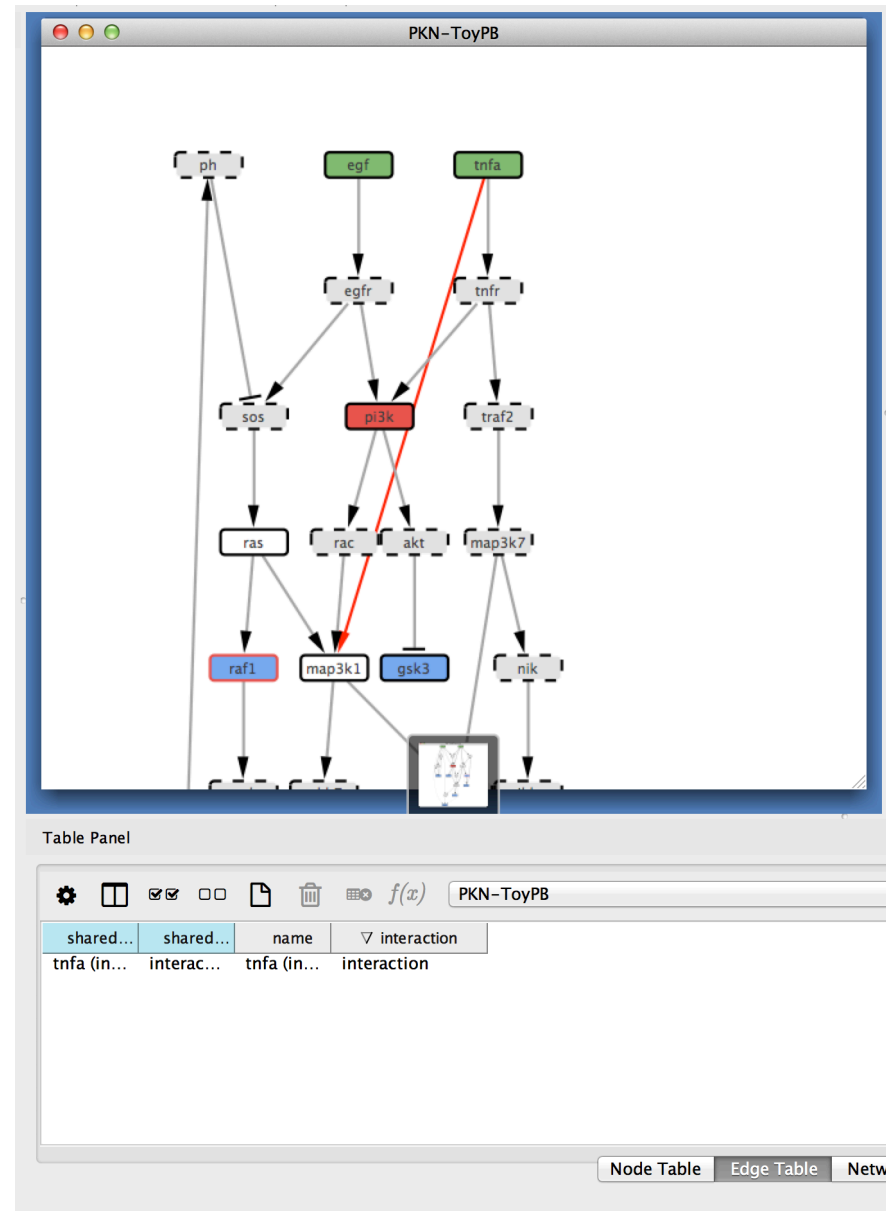 PKN-ToyPB
ph egf tnfa
egfr tnfr
sos pi3k traf2
ras rac akt map3k7
raf1 map3k1 gsk3 nik
Table Panel
f(x) PKN-ToyPB
shared... shared... name ▽ interaction
tnfa (in... interac... tnfa (in... interaction
Node Table Edge Table Netw